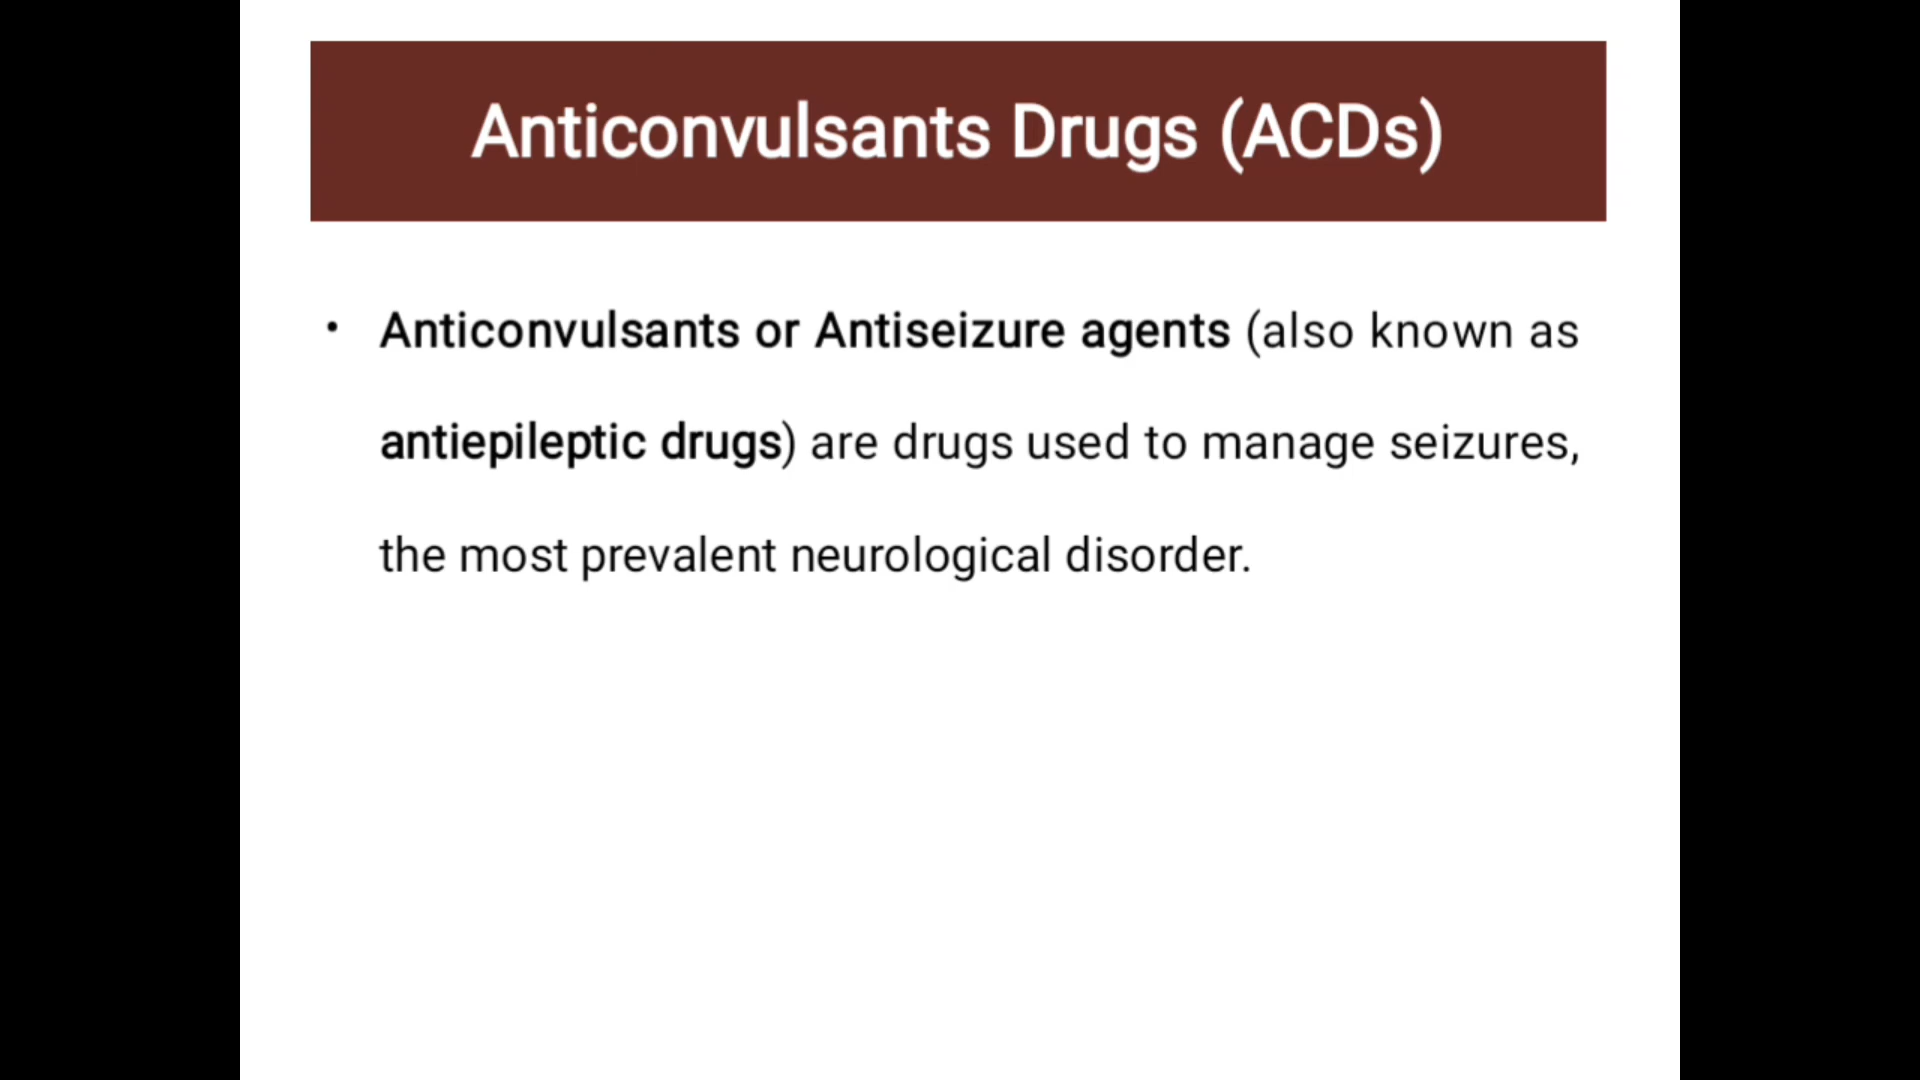 Anticonvulsants Drugs (ACDs)
• Anticonvulsants or Antiseizure agents (also known as
antiepileptic drugs) are drugs used to manage seizures,
the most prevalent neurological disorder.